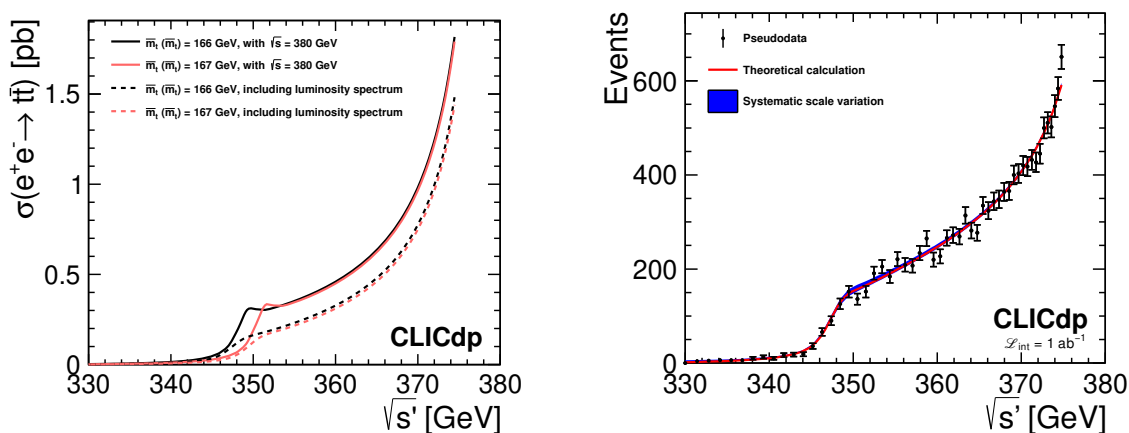 σ(e⁺e⁻→ tt̄) [pb]
1.5
1
0.5
0
m̄ₜ (m̄ₜ) = 166 GeV, with √s = 380 GeV
m̄ₜ (m̄ₜ) = 167 GeV, with √s = 380 GeV
m̄ₜ (m̄ₜ) = 166 GeV, including luminosity spectrum
m̄ₜ (m̄ₜ) = 167 GeV, including luminosity spectrum
CLICdp
330 340 350 360 370 380
√s' [GeV]
Events
600
400
200
0
Pseudodata
Theoretical calculation
Systematic scale variation
CLICdp
ℒint = 1 ab⁻¹
330 340 350 360 370 380
√s' [GeV]